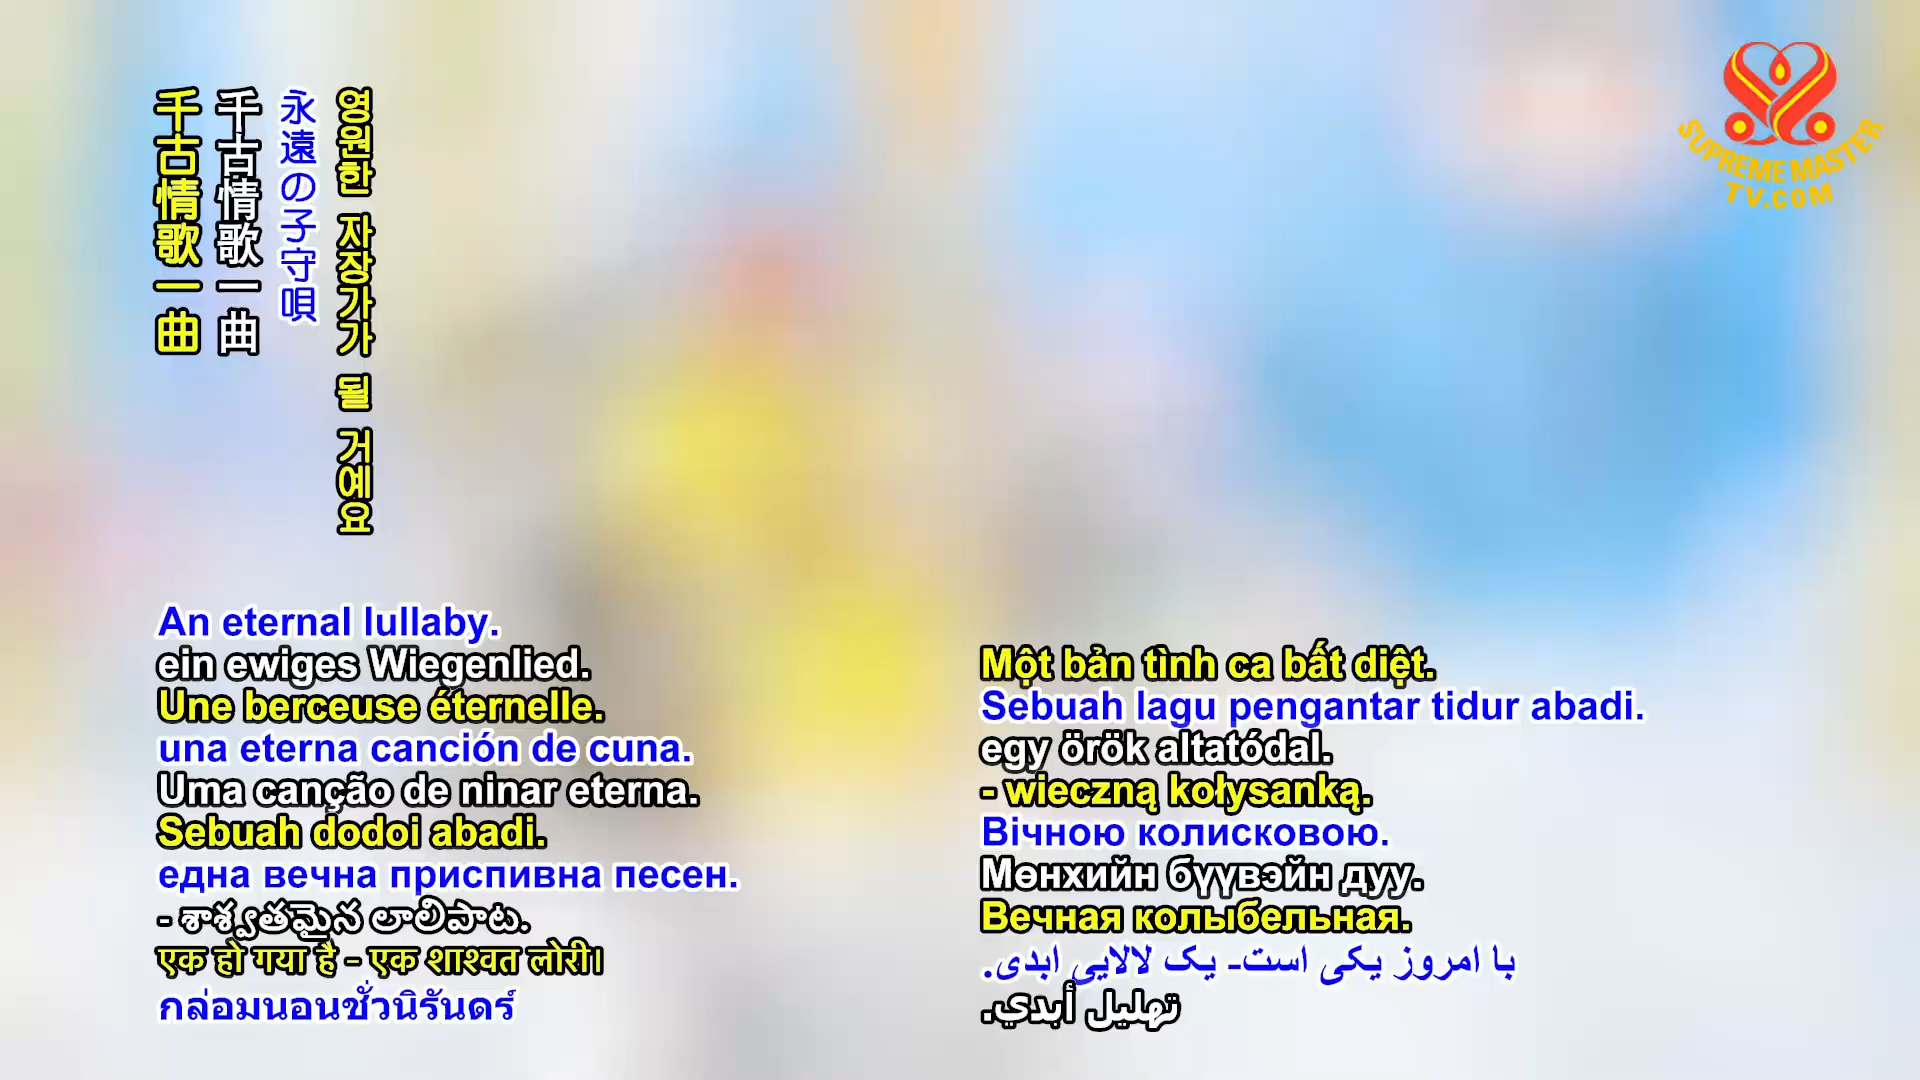 영원한 자장가가 될 거예요
永遠の子守唄
千古情歌一曲
千古情歌一曲
SUPREME MASTER
TV.COM
An eternal lullaby.
ein ewiges Wiegenlied.
Une berceuse éternelle.
una eterna canción de cuna.
Uma canção de ninar eterna.
Sebuah dodoi abadi.
една вечна приспивна песен.
- శాశ్వతమైన లాలిపాట.
एक हो गया है - एक शाश्वत लोरी।
กล่อมนอนชั่วนิรันดร์
Một bản tình ca bất diệt.
Sebuah lagu pengantar tidur abadi.
egy örök altatódal.
- wieczną kołysanką.
Вічною колисковою.
Мөнхийн бүүвэйн дуу.
Вечная колыбельная.
با امروز یکی است- یک لالایی ابدی.
تهليل أبدي.